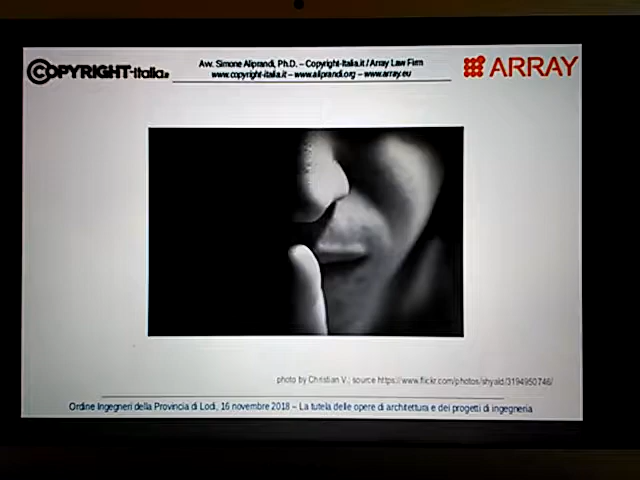 COPYRIGHT-Italia.it
Avv. Simone Aliprandi, Ph.D. – Copyright-Italia.it / Array Law Firm
www.copyright-italia.it – www.aliprandi.org – www.array.eu
ARRAY
photo by Christian V.; source https://www.flickr.com/photos/shyald/3194950746/
Ordine Ingegneri della Provincia di Lodi, 16 novembre 2018 – La tutela delle opere di architettura e dei progetti di ingegneria